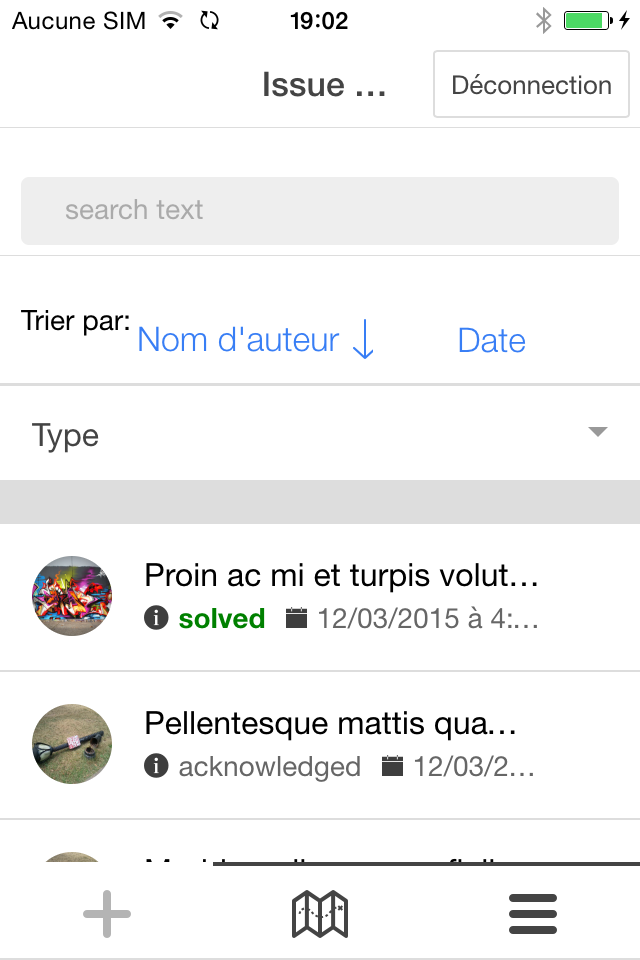 Aucune SIM 19:02
Issue ... Déconnection
search text
Trier par: Nom d'auteur ↓ Date
Type
Proin ac mi et turpis volut...
solved 12/03/2015 à 4:...
Pellentesque mattis qua...
acknowledged 12/03/2...